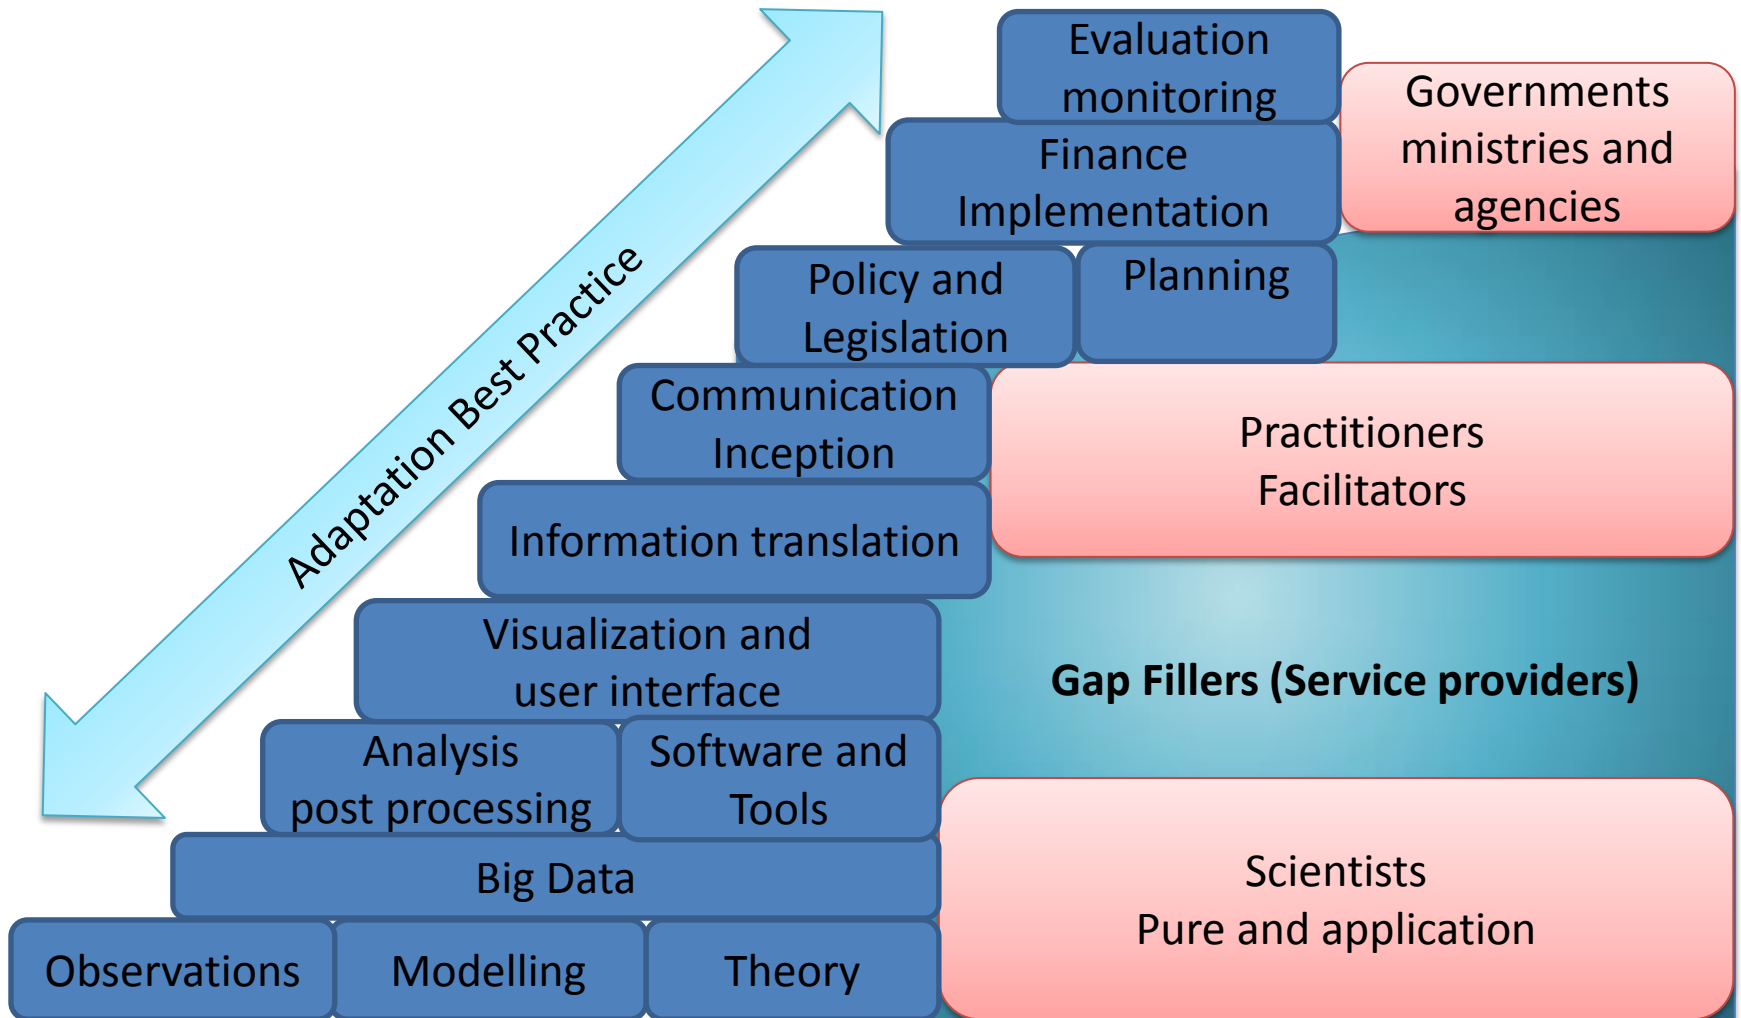 Evaluation
monitoring
Governments
ministries and
agencies
Finance
Implementation
Policy and
Legislation
Planning
Adaptation Best Practice
Communication
Inception
Practitioners
Facilitators
Information translation
Visualization and
user interface
Gap Fillers (Service providers)
Analysis
post processing
Software and
Tools
Big Data
Scientists
Pure and application
Observations
Modelling
Theory